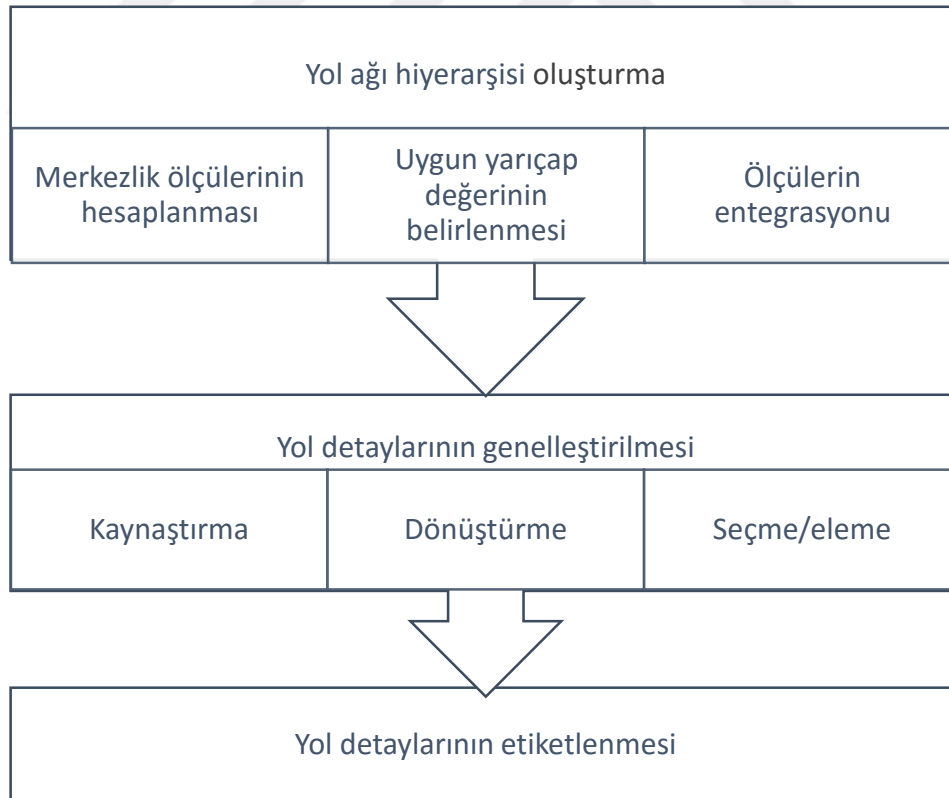 Yol ağı hiyerarşisi oluşturma
Merkezlik ölçülerinin
hesaplanması
Uygun yarıçap
değerinin
belirlenmesi
Ölçülerin
entegrasyonu
Yol detaylarının genelleştirilmesi
Kaynaştırma
Dönüştürme
Seçme/eleme
Yol detaylarının etiketlenmesi